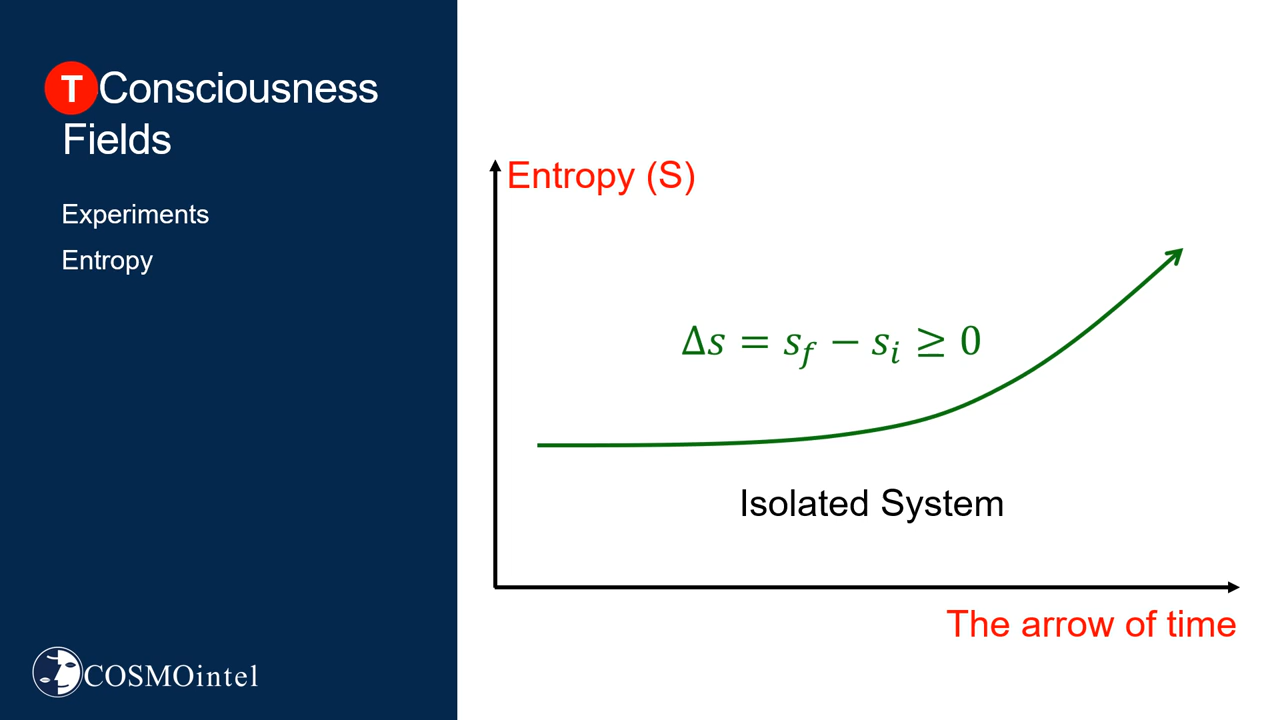 T Consciousness
Fields
Experiments
Entropy
Entropy (S)
Δs = s_f − s_i ≥ 0
Isolated System
The arrow of time
COSMOintel